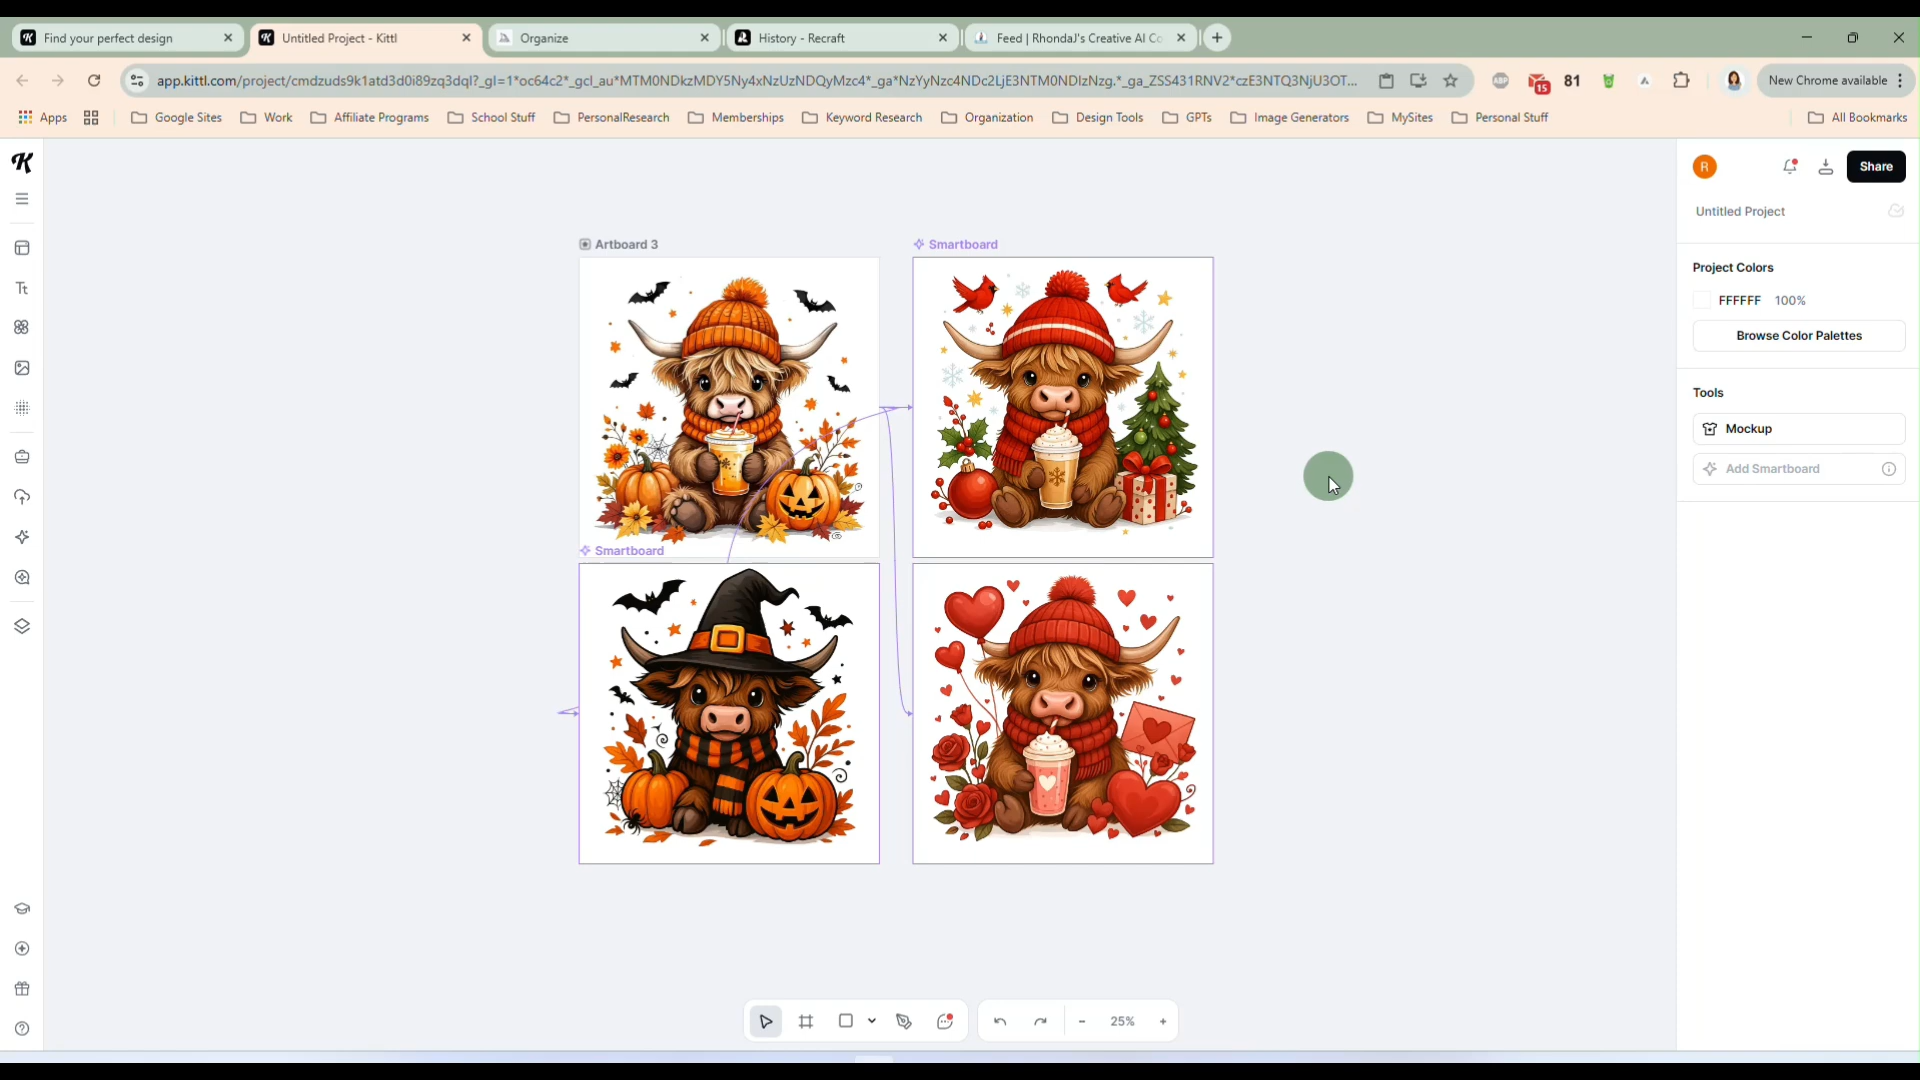 Find your perfect design
Untitled Project - Kittl
Organize
History - Recraft
Feed | RhondaJ's Creative AI Co
app.kittl.com/project/cmdzuds9k1atd3d0i89zq3dql?_gl=1*oc64c2*_gcl_au*MTM0NDkzMDY5Ny4xNzUzNDQyMzc4*_ga*NzYyNzc4NDc2LjE3NTM0NDIzNzg.*_ga_ZSS431RNV2*czE3NTQ3NjU3OT...
ABP
15
81
New Chrome available
Apps
Google Sites
Work
Affiliate Programs
School Stuff
PersonalResearch
Memberships
Keyword Research
Organization
Design Tools
GPTs
Image Generators
MySites
Personal Stuff
All Bookmarks
R
Share
Untitled Project
Artboard 3
Smartboard
Project Colors
FFFFFF 100%
Browse Color Palettes
Tt
Tools
Mockup
Add Smartboard
Smartboard
25%